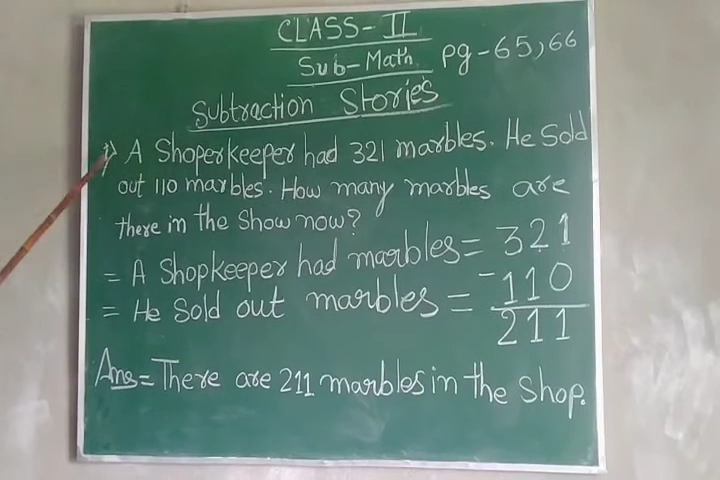 CLASS-II
Sub-Math pg-65,66
Subtraction Stories
1) A Shoperkeeper had 321 marbles. He Sold
out 110 marbles. How many marbles are
there in the Show now?
= A Shopkeeper had marbles = 321
= He Sold out marbles = -110
211
Ans = There are 211 marbles in the Shop.